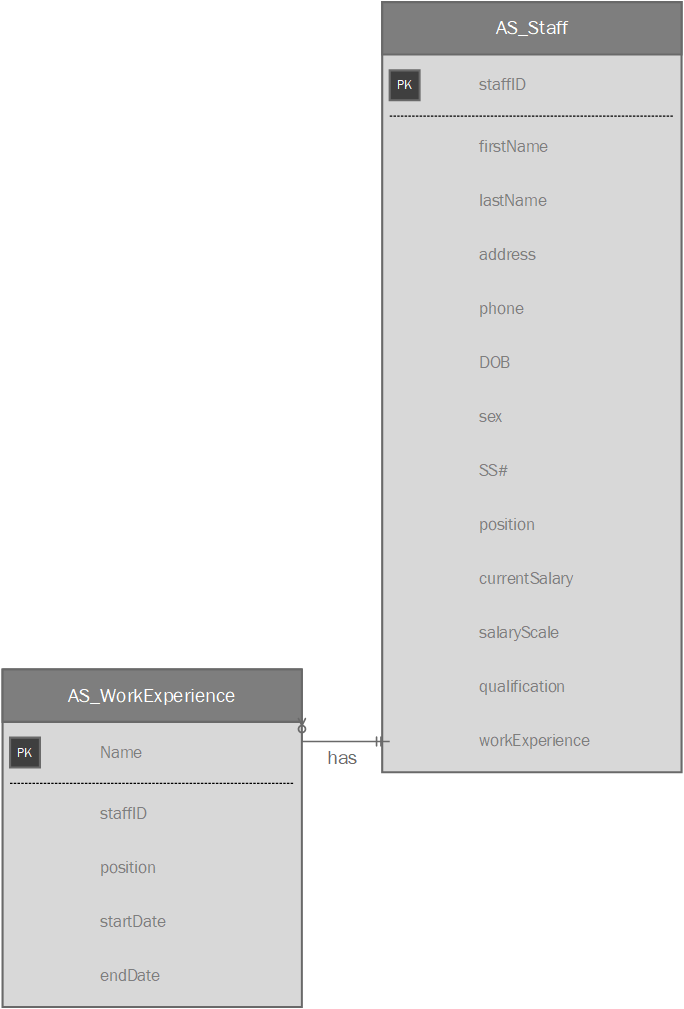 AS_Staff
PK staffID
firstName
lastName
address
phone
DOB
sex
SS#
position
currentSalary
salaryScale
qualification
workExperience
has
AS_WorkExperience
PK Name
staffID
position
startDate
endDate